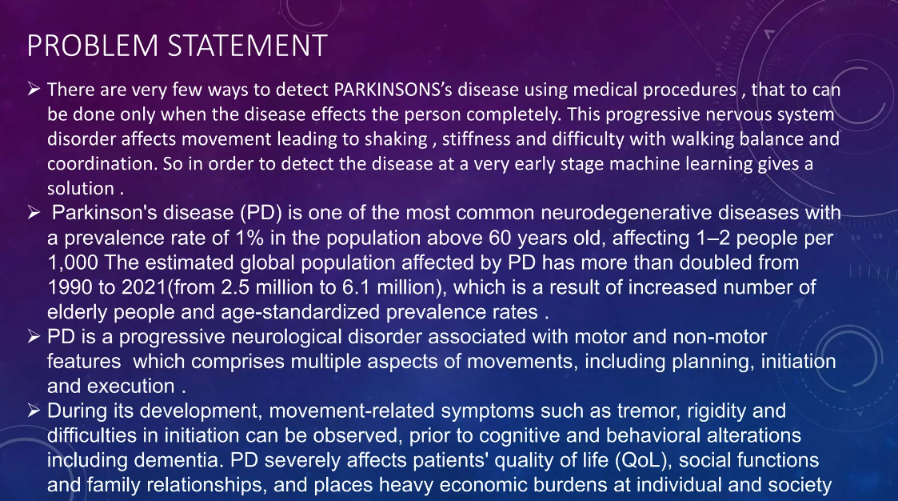 PROBLEM STATEMENT
➢ There are very few ways to detect PARKINSONS’s disease using medical procedures , that to can
be done only when the disease effects the person completely. This progressive nervous system
disorder affects movement leading to shaking , stiffness and difficulty with walking balance and
coordination. So in order to detect the disease at a very early stage machine learning gives a
solution .
➢ Parkinson's disease (PD) is one of the most common neurodegenerative diseases with
a prevalence rate of 1% in the population above 60 years old, affecting 1–2 people per
1,000 The estimated global population affected by PD has more than doubled from
1990 to 2021(from 2.5 million to 6.1 million), which is a result of increased number of
elderly people and age-standardized prevalence rates .
➢ PD is a progressive neurological disorder associated with motor and non-motor
features which comprises multiple aspects of movements, including planning, initiation
and execution .
➢ During its development, movement-related symptoms such as tremor, rigidity and
difficulties in initiation can be observed, prior to cognitive and behavioral alterations
including dementia. PD severely affects patients' quality of life (QoL), social functions
and family relationships, and places heavy economic burdens at individual and society